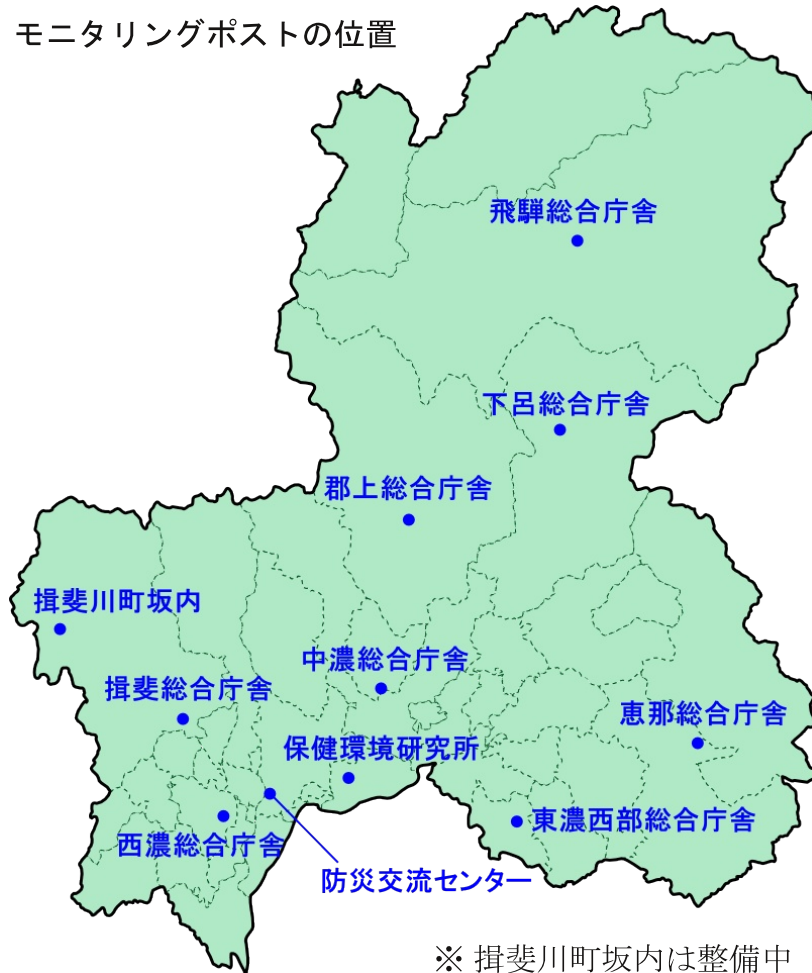 モニタリングポストの位置
飛騨総合庁舎
下呂総合庁舎
郡上総合庁舎
揖斐川町坂内
中濃総合庁舎
揖斐総合庁舎
恵那総合庁舎
保健環境研究所
東濃西部総合庁舎
西濃総合庁舎
防災交流センター
※ 揖斐川町坂内は整備中